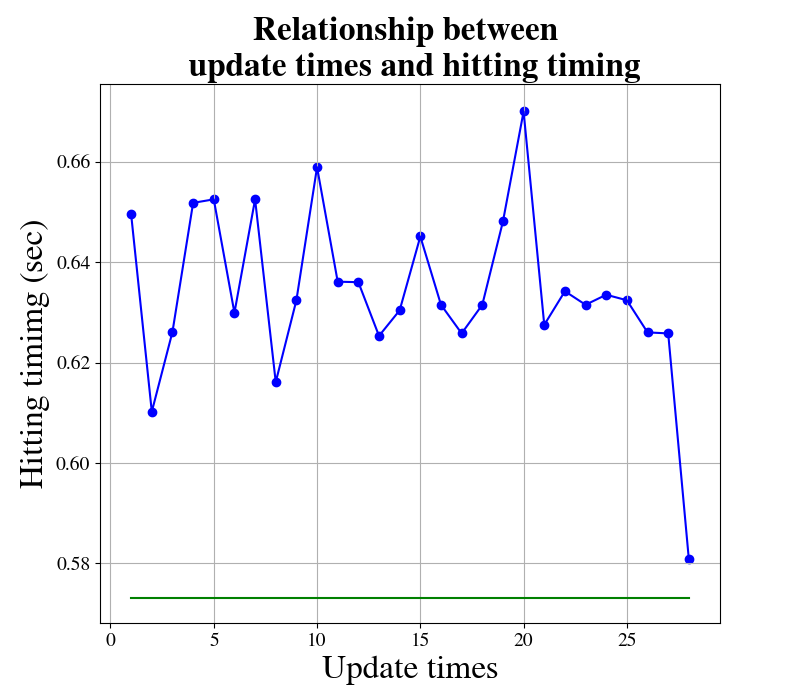 Relationship between
update times and hitting timing
Hitting timimg (sec)
0.66
0.64
0.62
0.60
0.58
0
5
10
15
20
25
Update times